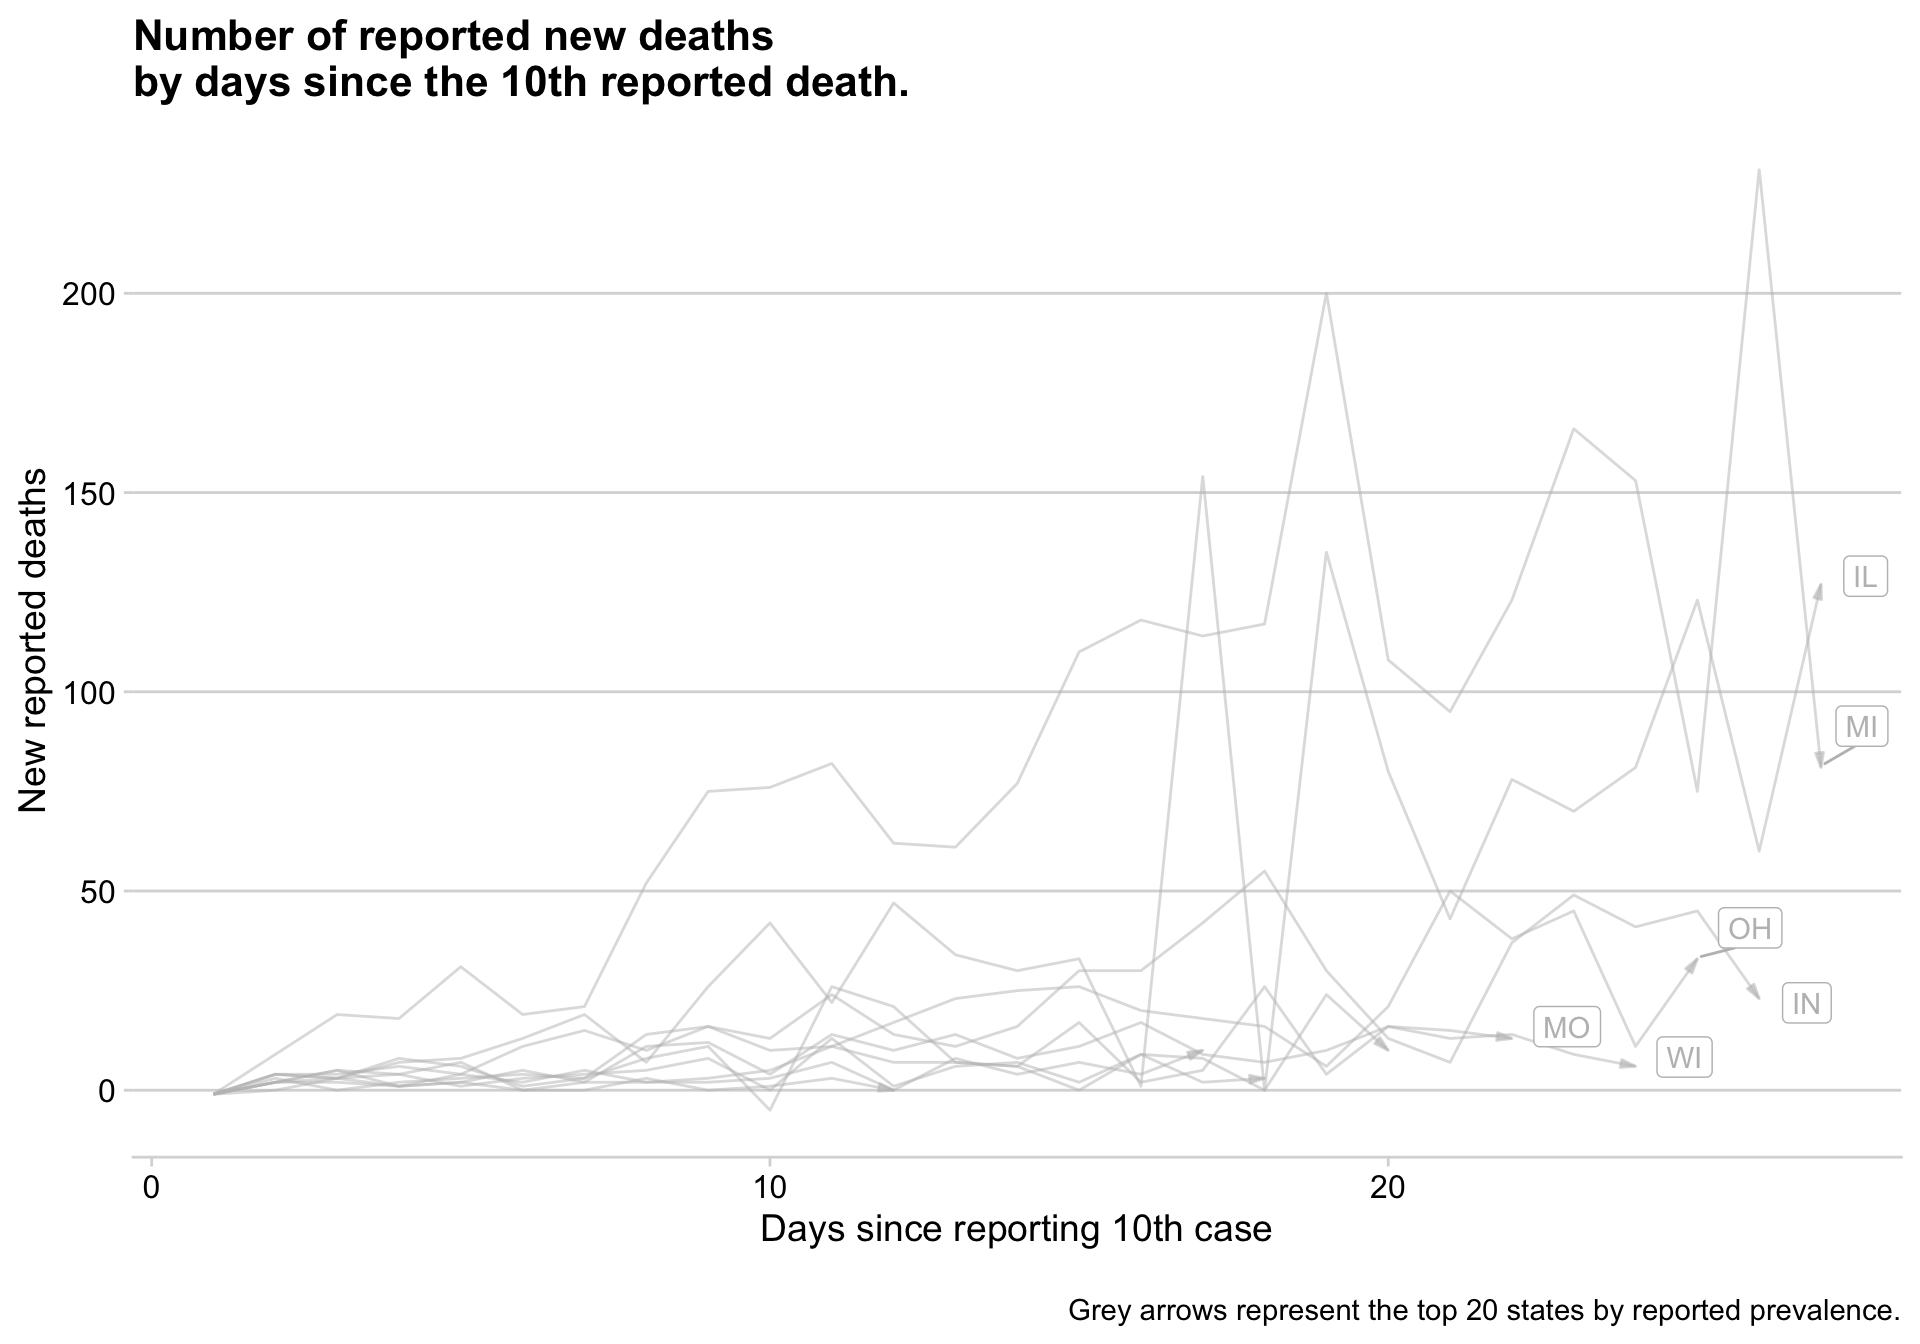 Number of reported new deaths
by days since the 10th reported death.
New reported deaths
200
150
100
50
0
IL
MI
OH
IN
MO
WI
0 10 20
Days since reporting 10th case
Grey arrows represent the top 20 states by reported prevalence.